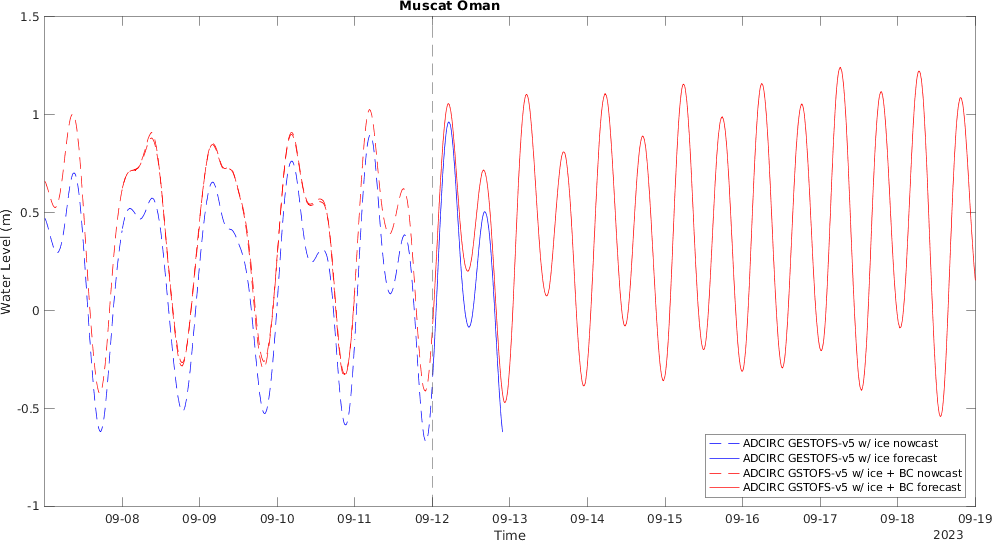 Muscat Oman
1.5
1
0.5
0
-0.5
-1
Water Level (m)
09-08 09-09 09-10 09-11 09-12 09-13 09-14 09-15 09-16 09-17 09-18 09-19
Time
2023
ADCIRC GESTOFS-v5 w/ ice nowcast
ADCIRC GESTOFS-v5 w/ ice forecast
ADCIRC GSTOFS-v5 w/ ice + BC nowcast
ADCIRC GSTOFS-v5 w/ ice + BC forecast